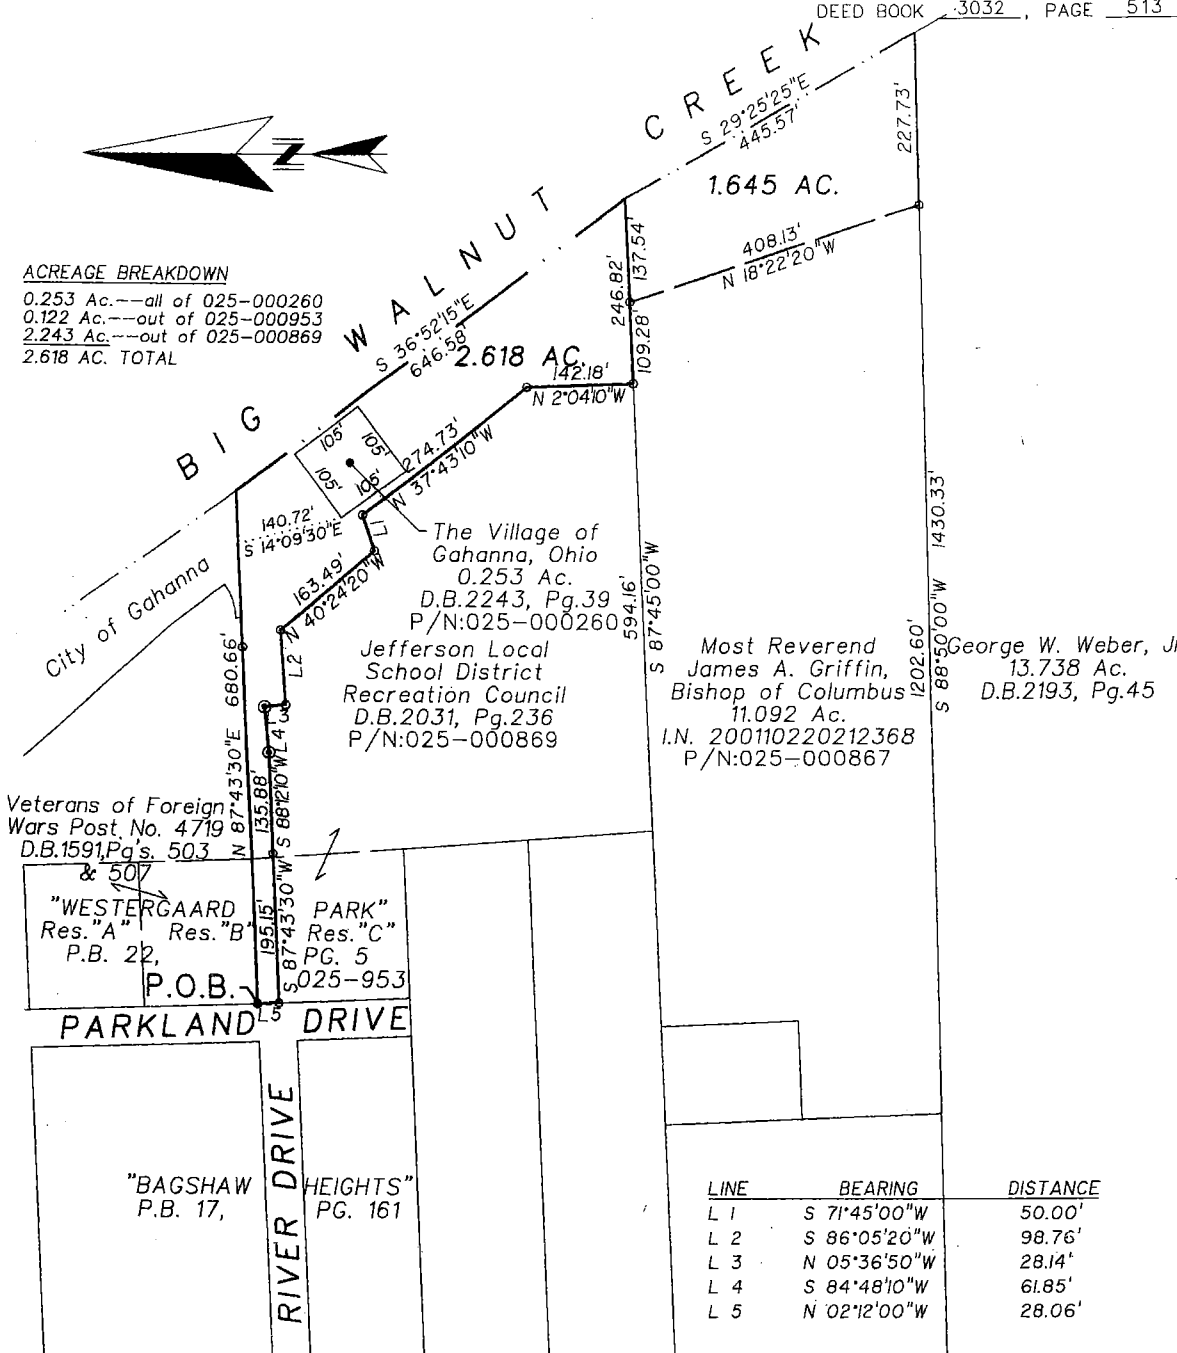 DEED BOOK 3032, PAGE 513
BIG WALNUT CREEK
S 29°25'25"E
445.57'
227.73'
1.645 AC.
N
408.13'
N 18°22'20"W
137.54'
246.82'
109.28'
ACREAGE BREAKDOWN
0.253 Ac.--all of 025-000260
0.122 Ac.--out of 025-000953
2.243 Ac.--out of 025-000869
2.618 AC. TOTAL
S 36°52'15"E
646.58'
2.618 AC.
142.18'
N 2°04'10"W
105'
105'
105'
105'
274.73'
N 37°43'10"W
140.72'
S 14°09'30"E
L1
163.49'
N 40°24'20"W
The Village of
Gahanna, Ohio
0.253 Ac.
D.B.2243, Pg.39
P/N:025-000260
City of Gahanna
594.16'
S 87°45'00"W
1430.33'
1202.60'
S 88°50'00"W
L2
L3
L4
680.66'
N 87°43'30"E
135.88'
S 88°12'10"W
Jefferson Local
School District
Recreation Council
D.B.2031, Pg.236
P/N:025-000869
Most Reverend
James A. Griffin,
Bishop of Columbus
11.092 Ac.
I.N. 200110220212368
P/N:025-000867
George W. Weber, Jr
13.738 Ac.
D.B.2193, Pg.45
Veterans of Foreign
Wars Post No. 4719
D.B.1591,Pg's. 503
& 507
"WESTERGAARD PARK"
Res."A" Res."B" Res."C"
P.B. 22, PG. 5
025-953
195.15'
S 87°43'30"W
P.O.B.
L5
PARKLAND DRIVE
RIVER DRIVE
"BAGSHAW HEIGHTS"
P.B. 17, PG. 161
LINE BEARING DISTANCE
L 1 S 71°45'00"W 50.00'
L 2 S 86°05'20"W 98.76'
L 3 N 05°36'50"W 28.14'
L 4 S 84°48'10"W 61.85'
L 5 N 02°12'00"W 28.06'